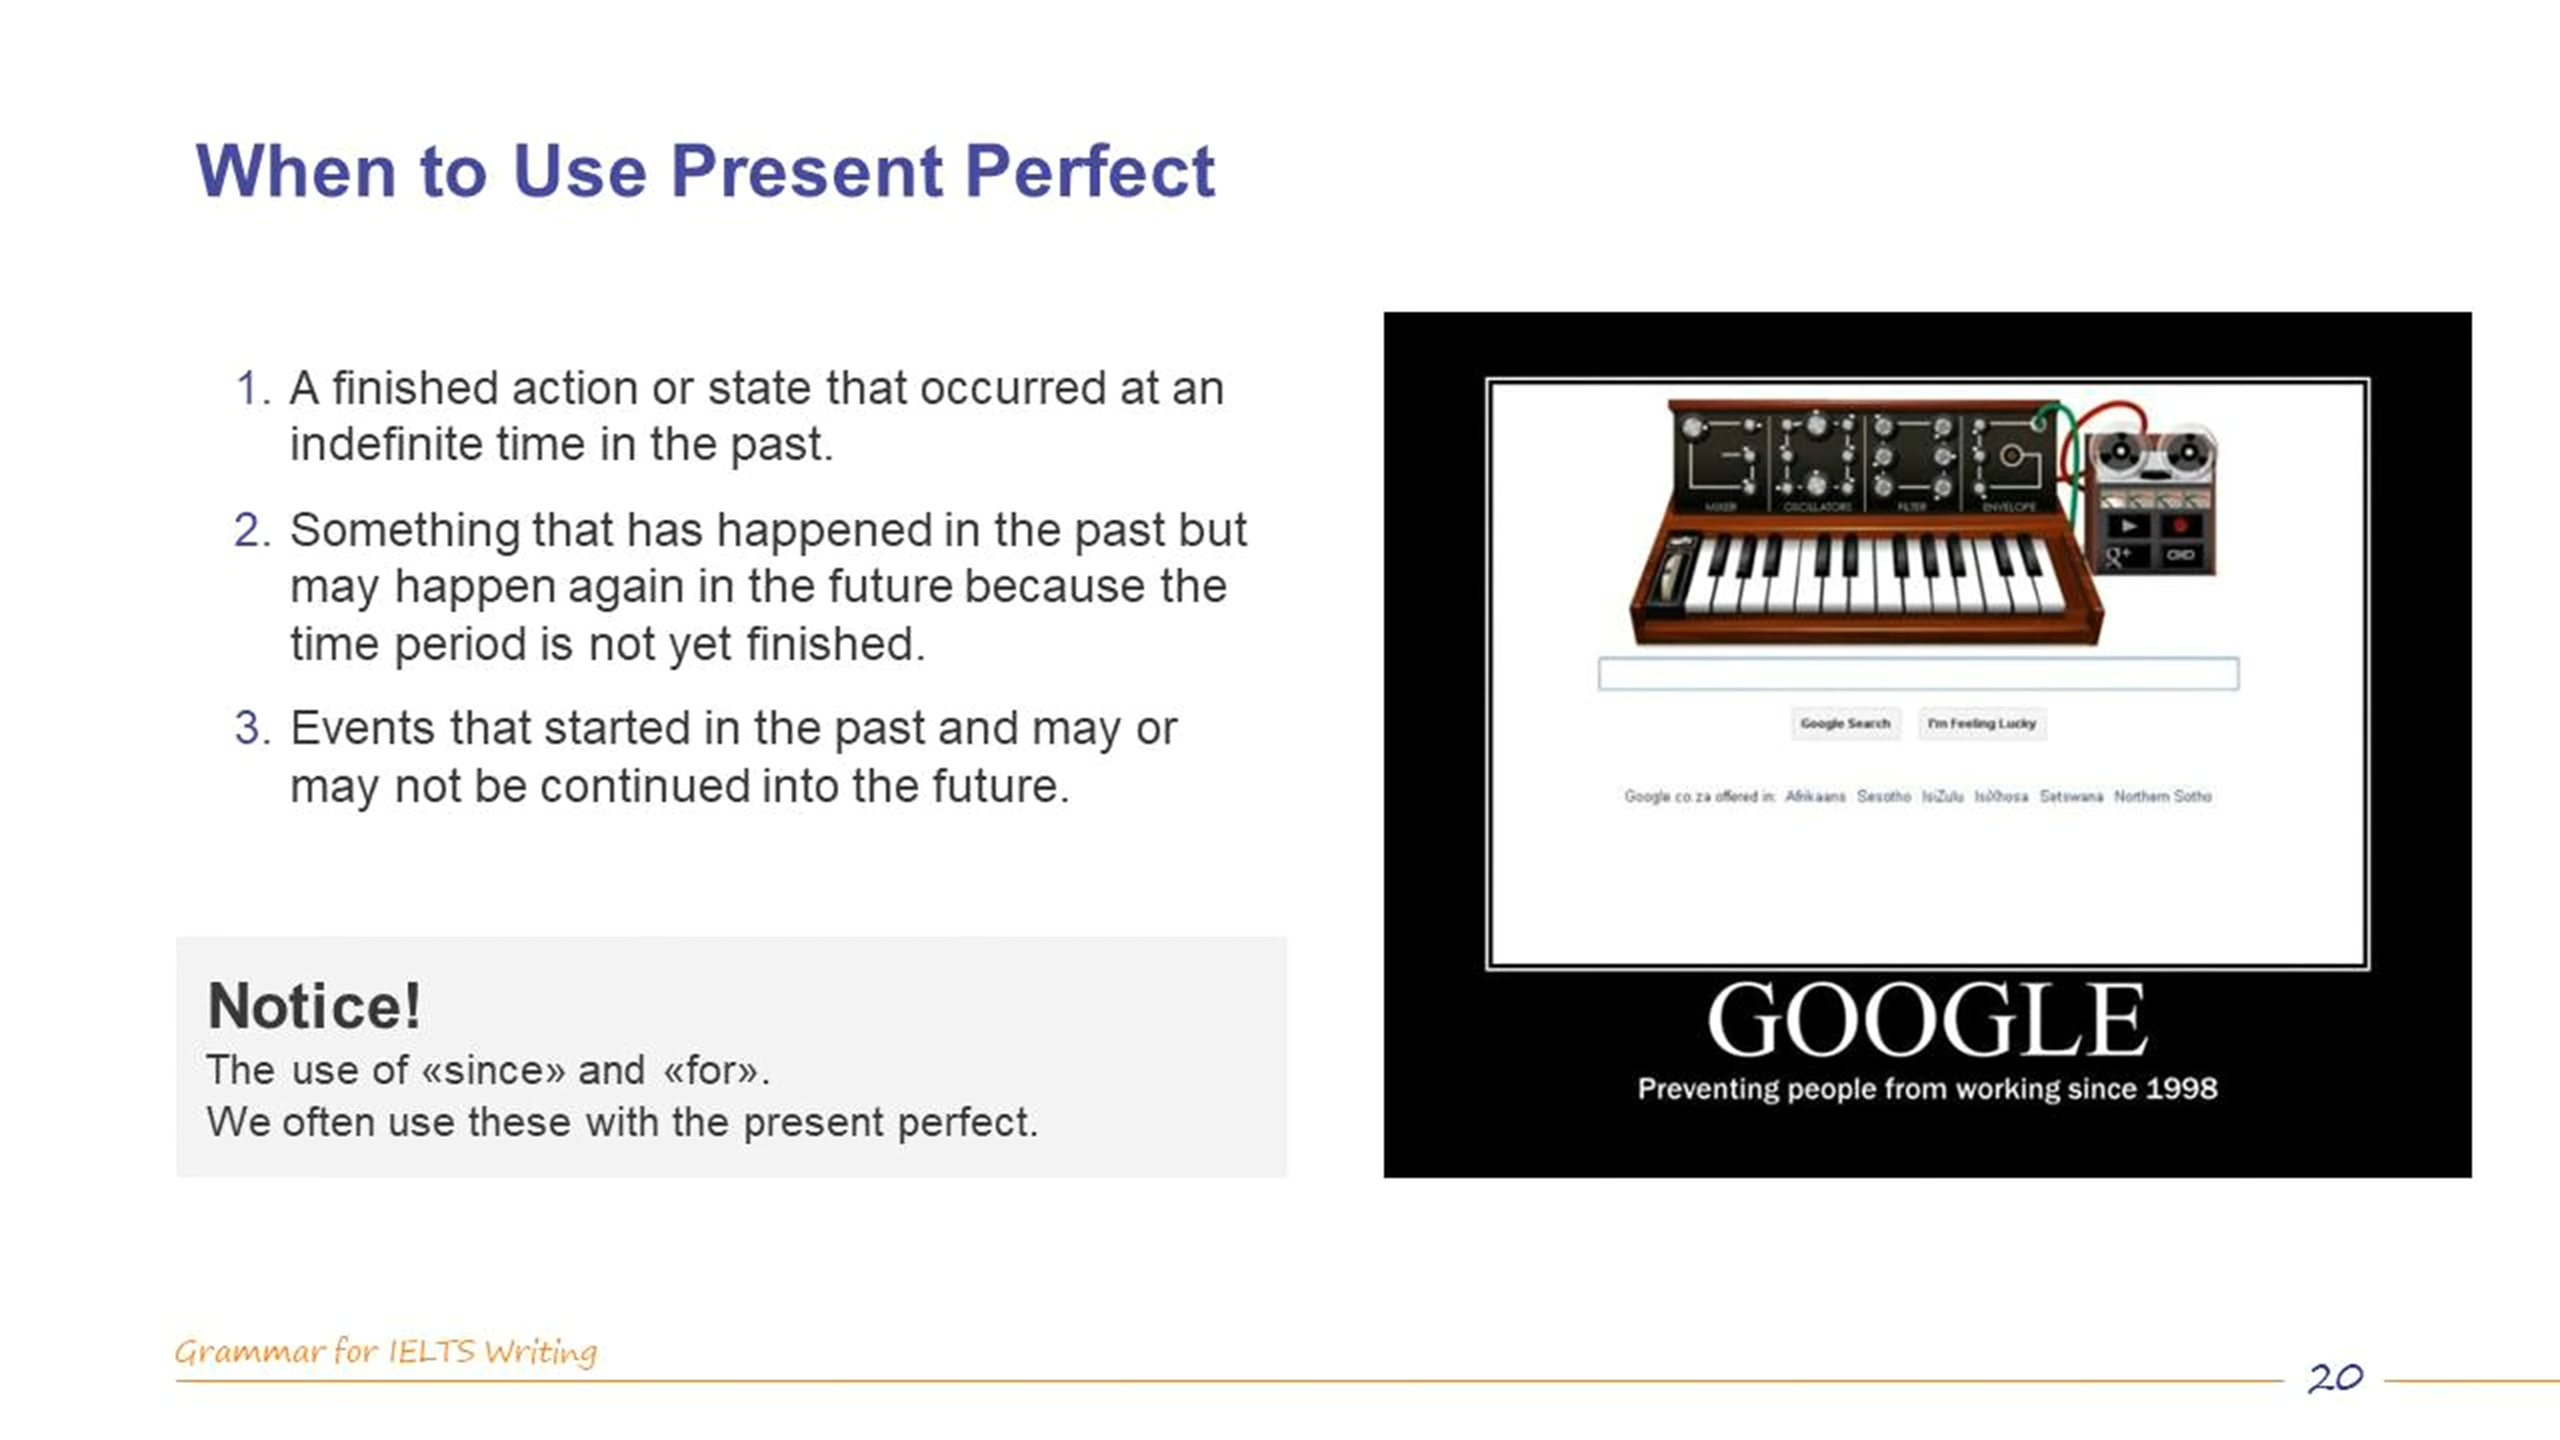 When to Use Present Perfect
1. A finished action or state that occurred at an
indefinite time in the past.
2. Something that has happened in the past but
may happen again in the future because the
time period is not yet finished.
3. Events that started in the past and may or
may not be continued into the future.
Notice!
The use of «since» and «for».
We often use these with the present perfect.
MIXER OSCILLATORS FILTER ENVELOPE
g+
Google Search I'm Feeling Lucky
Google.co.za offered in: Afrikaans Sesotho IsiZulu IsiXhosa Setswana Northern Sotho
GOOGLE
Preventing people from working since 1998
Grammar for IELTS Writing
20